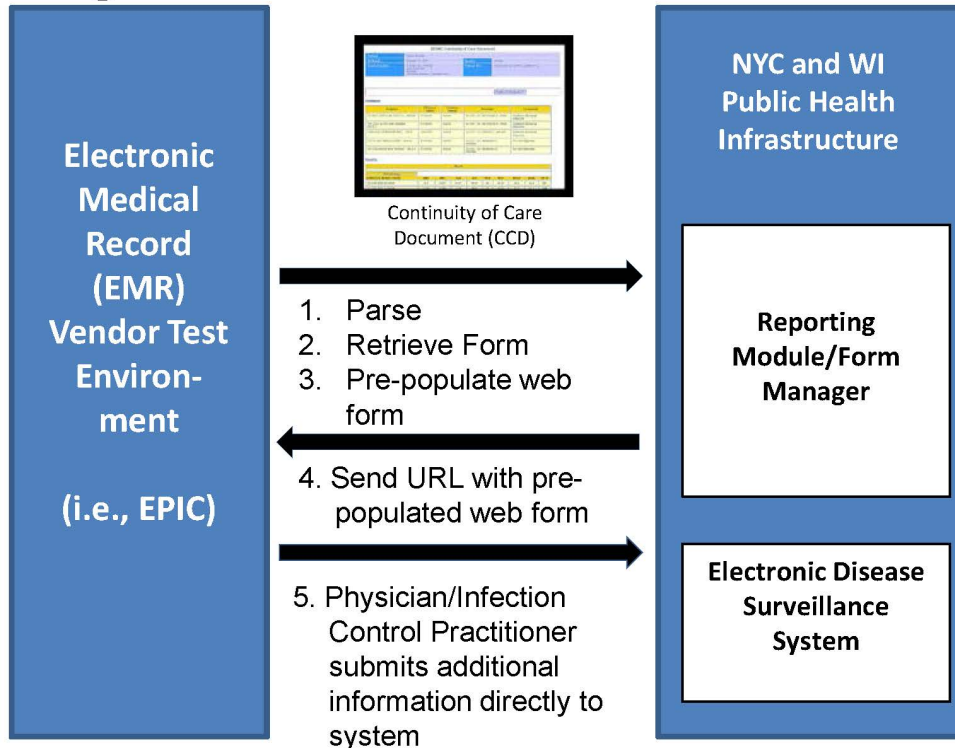 Electronic
Medical
Record
(EMR)
Vendor Test
Environ-
ment
(i.e., EPIC)
Continuity of Care
Document (CCD)
1. Parse
2. Retrieve Form
3. Pre-populate web
form
4. Send URL with pre-
populated web form
5. Physician/Infection
Control Practitioner
submits additional
information directly to
system
NYC and WI
Public Health
Infrastructure
Reporting
Module/Form
Manager
Electronic Disease
Surveillance
System